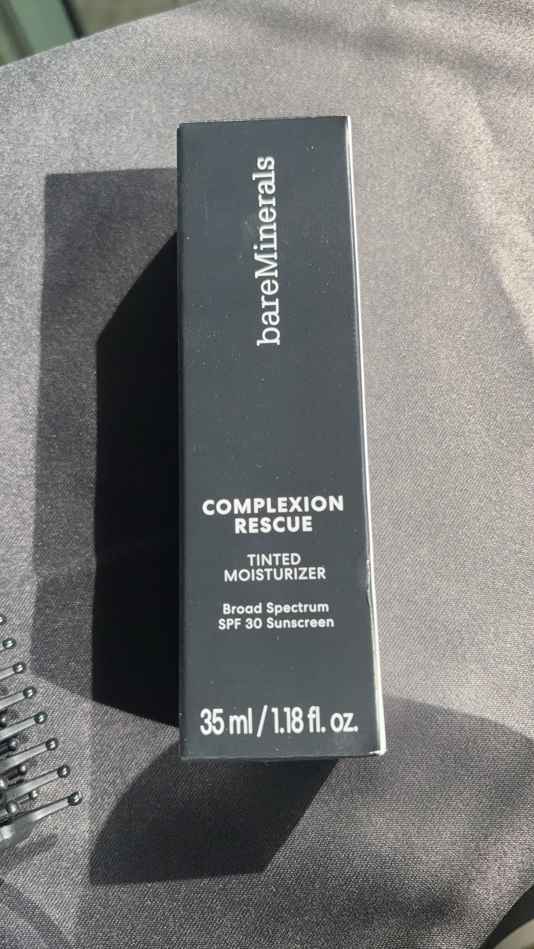 bareMinerals
COMPLEXION
RESCUE
TINTED
MOISTURIZER
Broad Spectrum
SPF 30 Sunscreen
35 ml / 1.18 fl. oz.